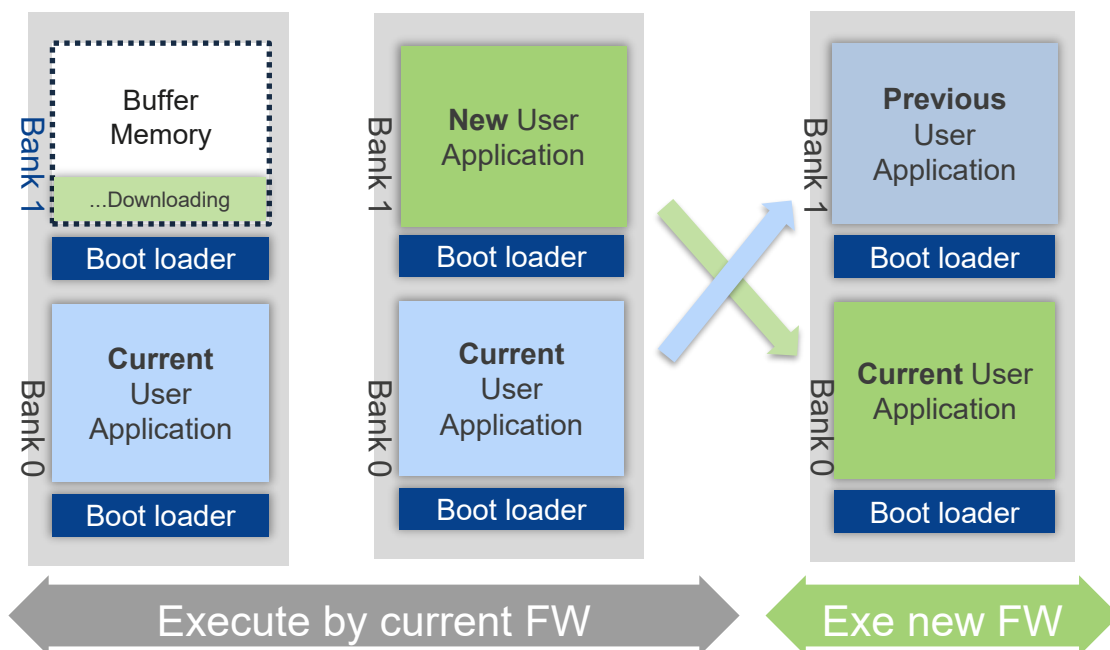 Bank 1
Buffer
Memory
...Downloading
Boot loader
Bank 0
Current
User
Application
Boot loader
Bank 1
New User
Application
Boot loader
Bank 0
Current
User
Application
Boot loader
Bank 1
Previous
User
Application
Boot loader
Bank 0
Current User
Application
Boot loader
Execute by current FW
Exe new FW